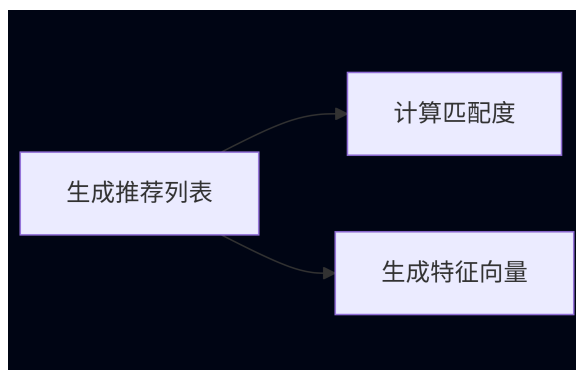 计算匹配度
生成推荐列表
生成特征向量